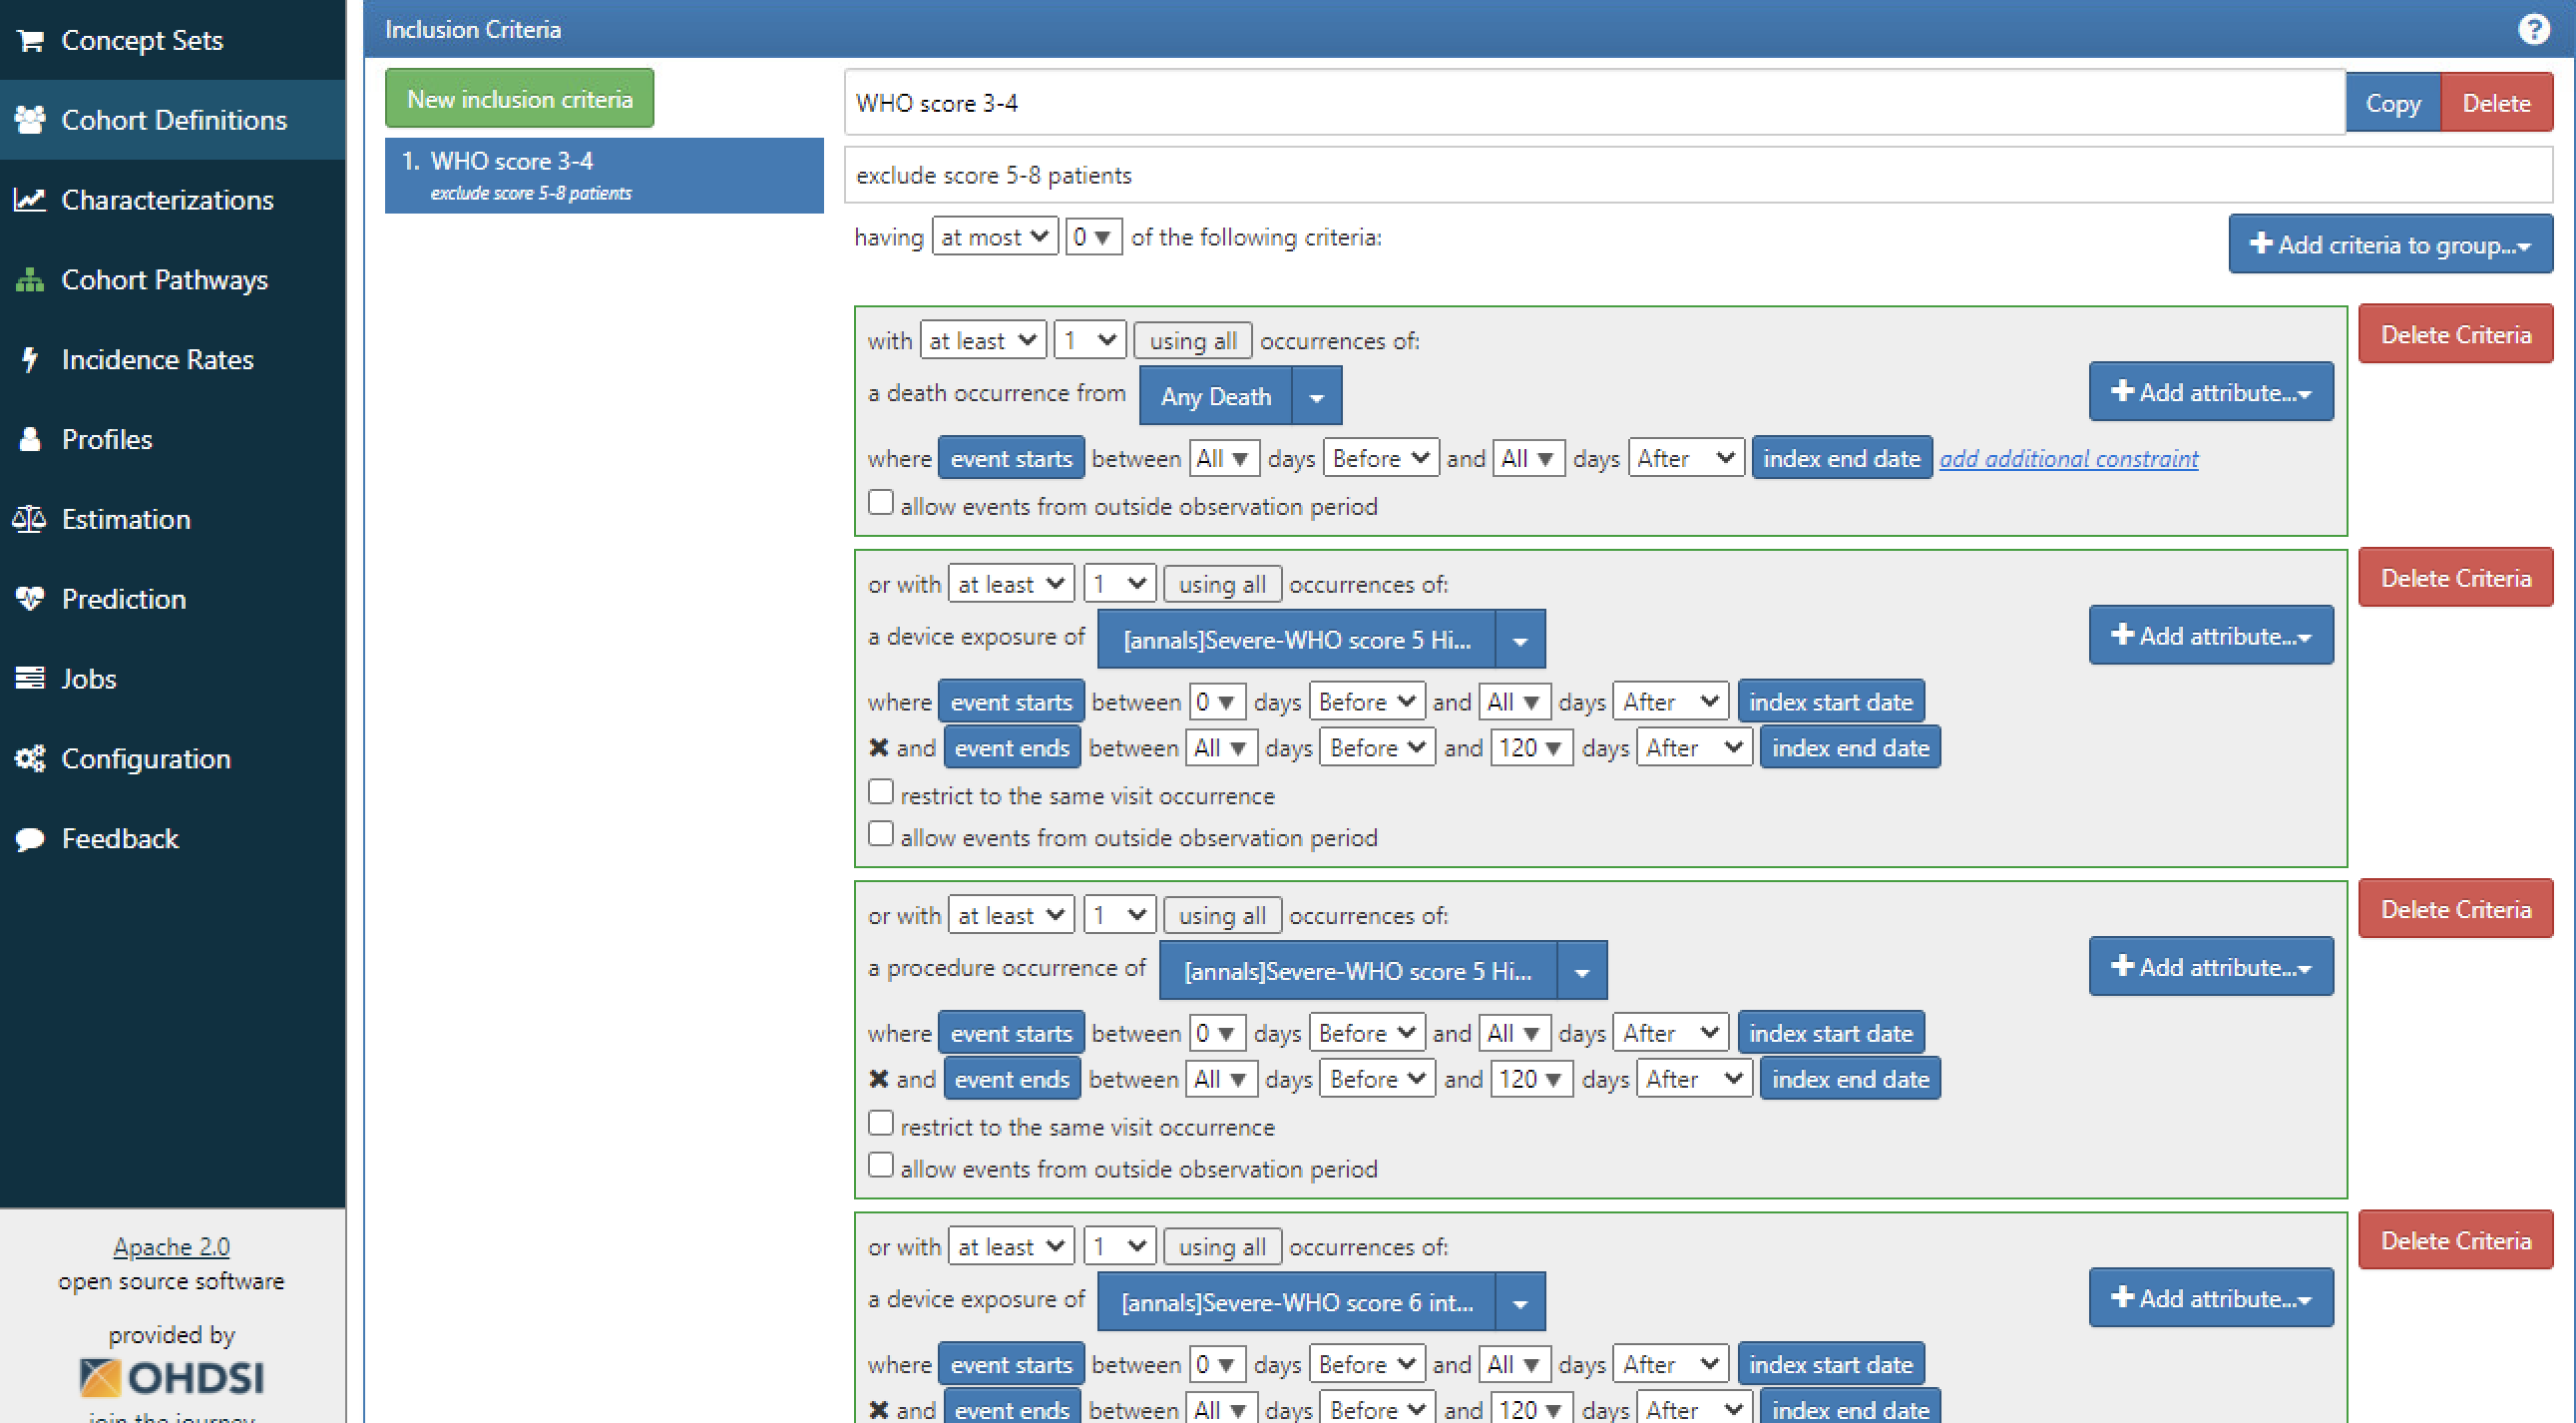 Concept Sets
Cohort Definitions
Characterizations
Cohort Pathways
Incidence Rates
Profiles
Estimation
Prediction
Jobs
Configuration
Feedback
Apache 2.0
open source software
provided by
OHDSI
join the journey
Inclusion Criteria ?
New inclusion criteria
1. WHO score 3-4
exclude score 5-8 patients
WHO score 3-4 Copy Delete
exclude score 5-8 patients
having at most 0 of the following criteria: Add criteria to group...
with at least 1 using all occurrences of: Delete Criteria
a death occurrence from Any Death Add attribute...
where event starts between All days Before and All days After index end date add additional constraint
allow events from outside observation period
or with at least 1 using all occurrences of: Delete Criteria
a device exposure of [annals]Severe-WHO score 5 Hi... Add attribute...
where event starts between 0 days Before and All days After index start date
and event ends between All days Before and 120 days After index end date
restrict to the same visit occurrence
allow events from outside observation period
or with at least 1 using all occurrences of: Delete Criteria
a procedure occurrence of [annals]Severe-WHO score 5 Hi... Add attribute...
where event starts between 0 days Before and All days After index start date
and event ends between All days Before and 120 days After index end date
restrict to the same visit occurrence
allow events from outside observation period
or with at least 1 using all occurrences of: Delete Criteria
a device exposure of [annals]Severe-WHO score 6 int... Add attribute...
where event starts between 0 days Before and All days After index start date
and event ends between All days Before and 120 days After index end date